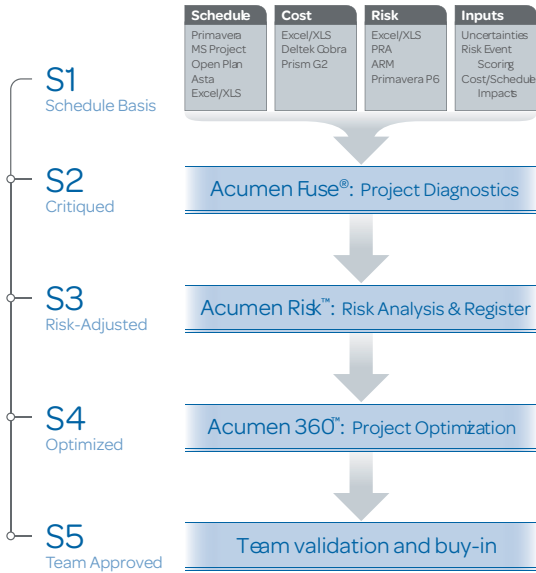 Schedule
Primavera
MS Project
Open Plan
Asta
Excel/XLS
Cost
Excel/XLS
Deltek Cobra
Prism G2
Risk
Excel/XLS
PRA
ARM
Primavera P6
Inputs
Uncertainties
Risk Event
Scoring
Cost/Schedule
Impacts
S1
Schedule Basis
S2
Critiqued
Acumen Fuse®: Project Diagnostics
S3
Risk-Adjusted
Acumen Risk™: Risk Analysis & Register
S4
Optimized
Acumen 360™: Project Optimization
S5
Team Approved
Team validation and buy-in